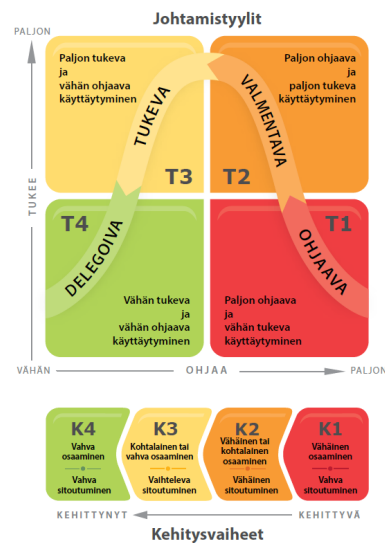 Johtamistyylit
PALJON
Paljon tukeva
ja
vähän ohjaava
käyttäytyminen
Paljon ohjaava
ja
paljon tukeva
käyttäytyminen
TUKEVA
VALMENTAVA
T3
T2
TUKEE
T4
T1
DELEGOIVA
OHJAAVA
Vähän tukeva
ja
vähän ohjaava
käyttäytyminen
Paljon ohjaava
ja
vähän tukeva
käyttäytyminen
VÄHÄN
OHJAA
PALJON
K4
Vahva
osaaminen
Vahva
sitoutuminen
K3
Kohtalainen tai
vahva osaaminen
Vaihteleva
sitoutuminen
K2
Vähäinen tai
kohtalainen
osaaminen
Vähäinen
sitoutuminen
K1
Vähäinen
osaaminen
Vahva
sitoutuminen
KEHITTYNYT
KEHITTYVÄ
Kehitysvaiheet